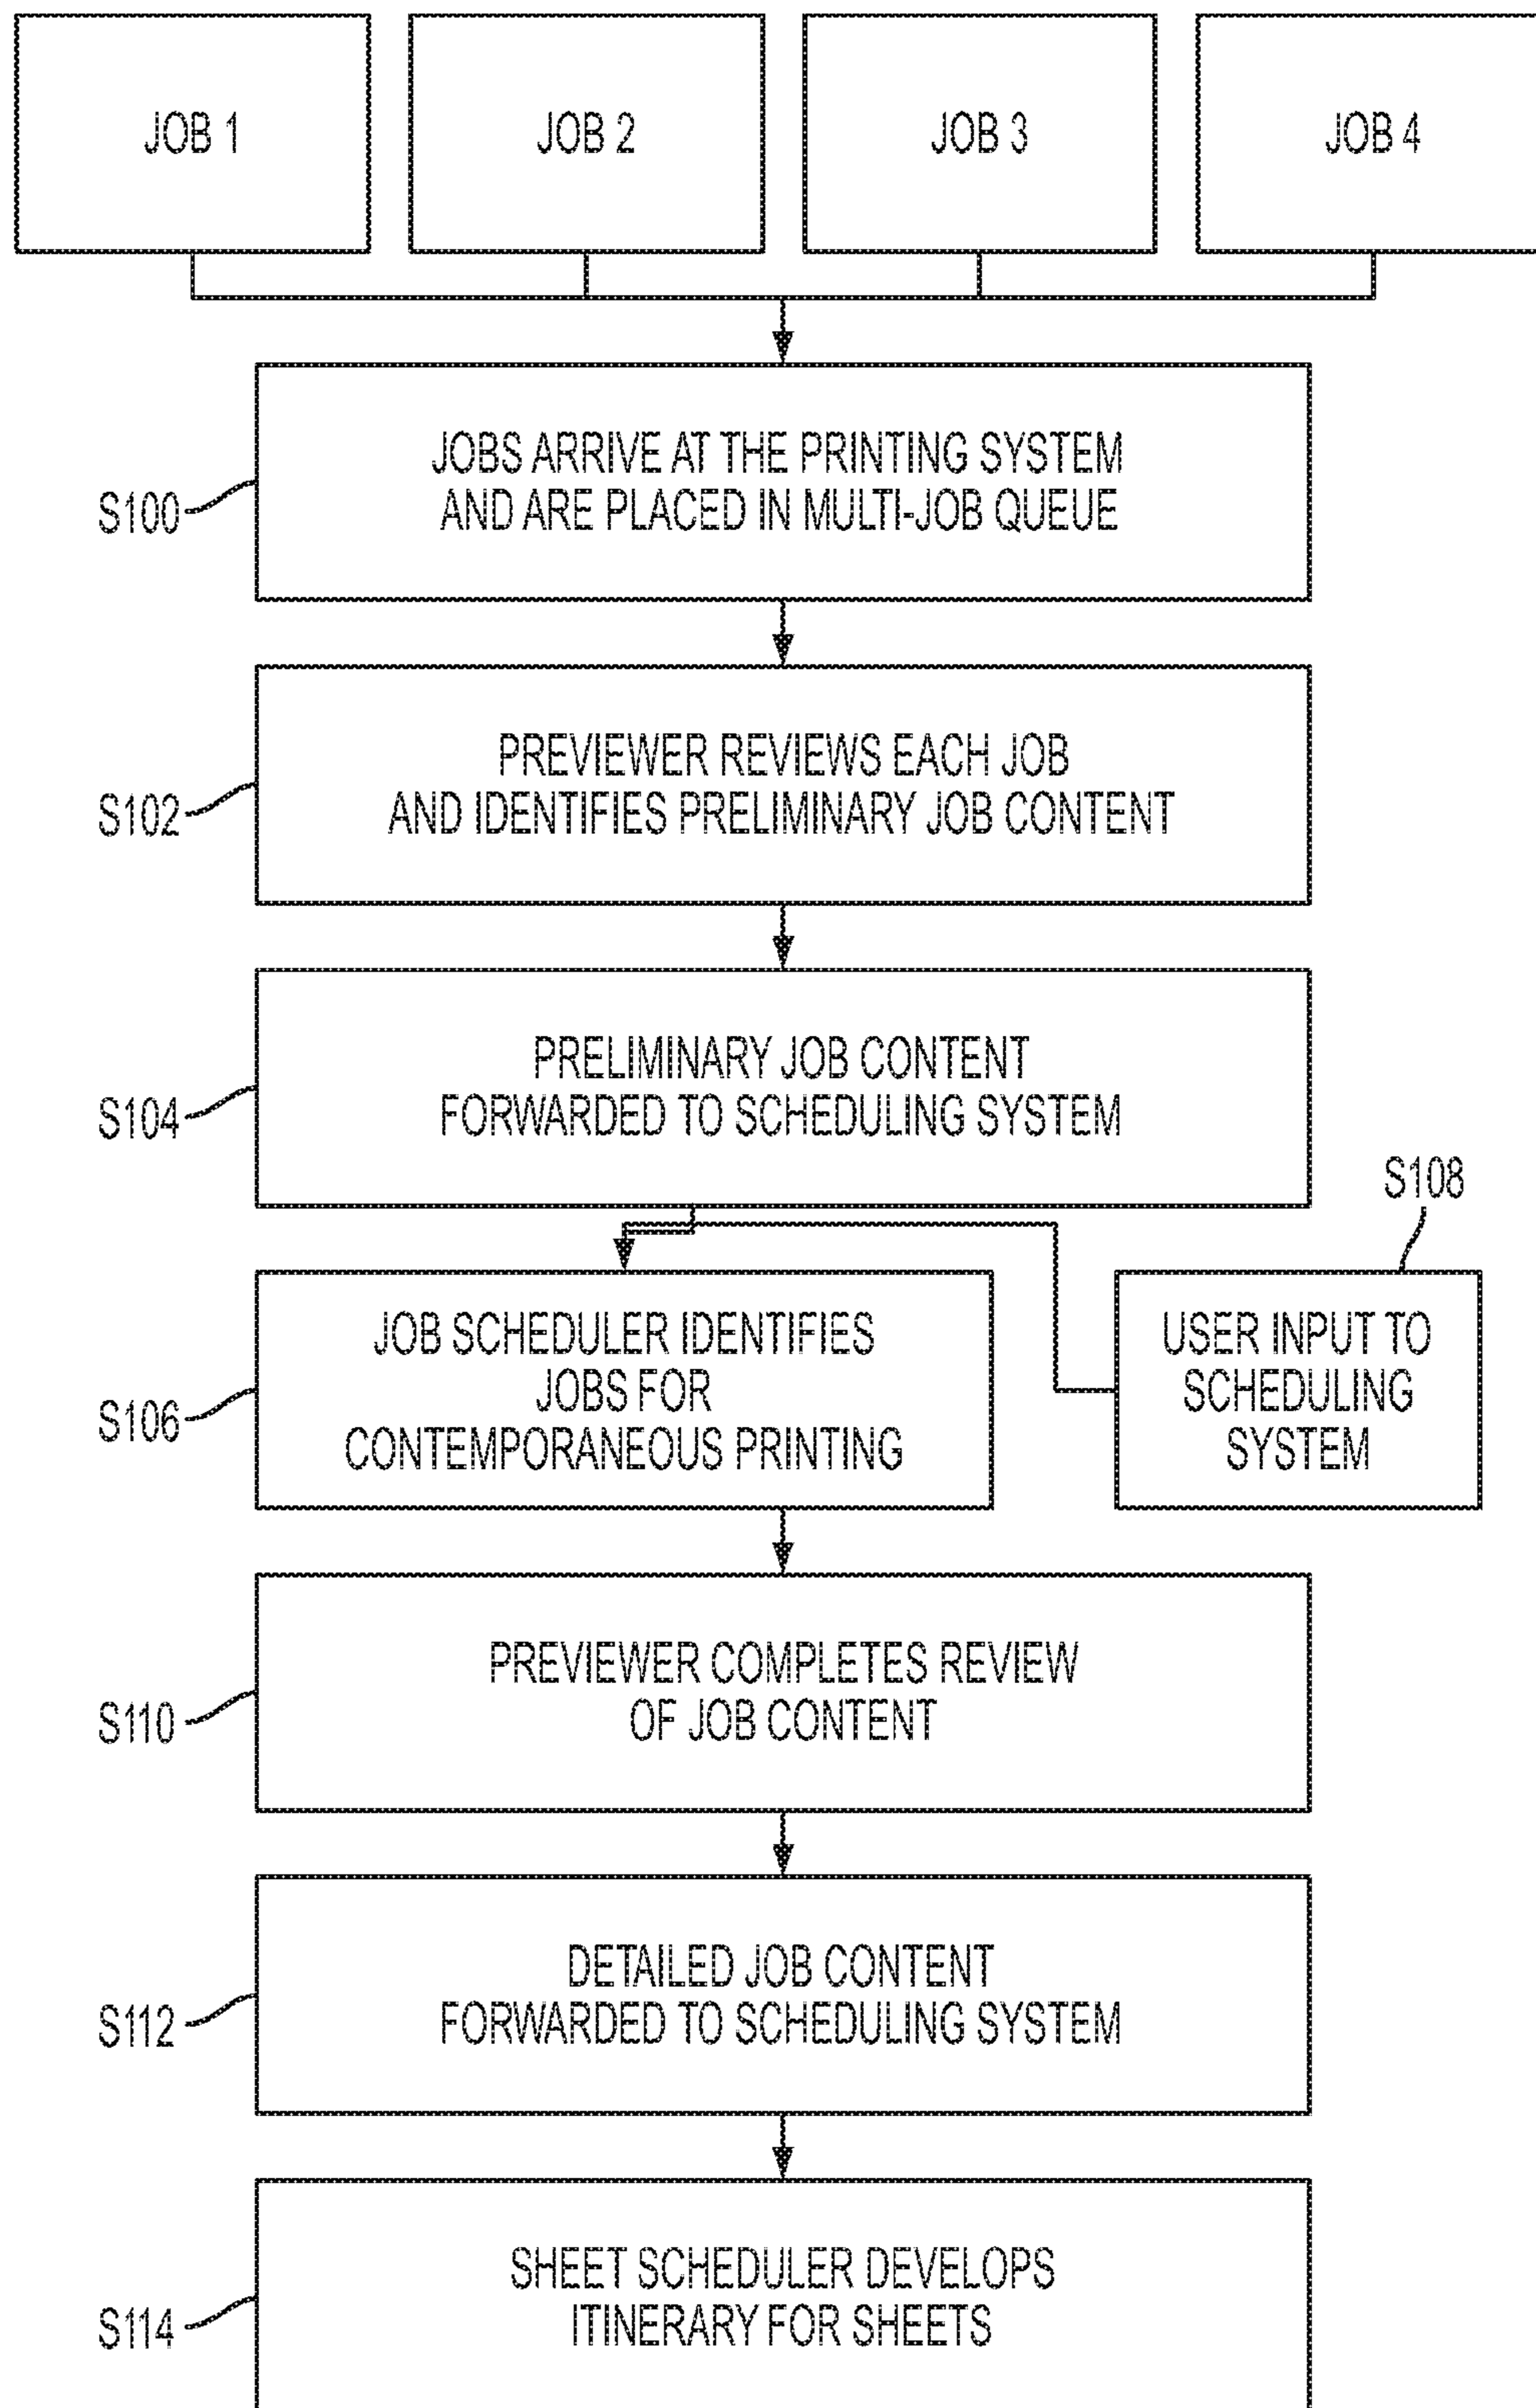 JOB 1
JOB 2
JOB 3
JOB 4
JOBS ARRIVE AT THE PRINTING SYSTEM
AND ARE PLACED IN MULTI-JOB QUEUE
S100
PREVIEWER REVIEWS EACH JOB
AND IDENTIFIES PRELIMINARY JOB CONTENT
S102
PRELIMINARY JOB CONTENT
FORWARDED TO SCHEDULING SYSTEM
S104
S108
JOB SCHEDULER IDENTIFIES
JOBS FOR
CONTEMPORANEOUS PRINTING
S106
USER INPUT TO
SCHEDULING
SYSTEM
PREVIEWER COMPLETES REVIEW
OF JOB CONTENT
S110
DETAILED JOB CONTENT
FORWARDED TO SCHEDULING SYSTEM
S112
SHEET SCHEDULER DEVELOPS
ITINERARY FOR SHEETS
S114